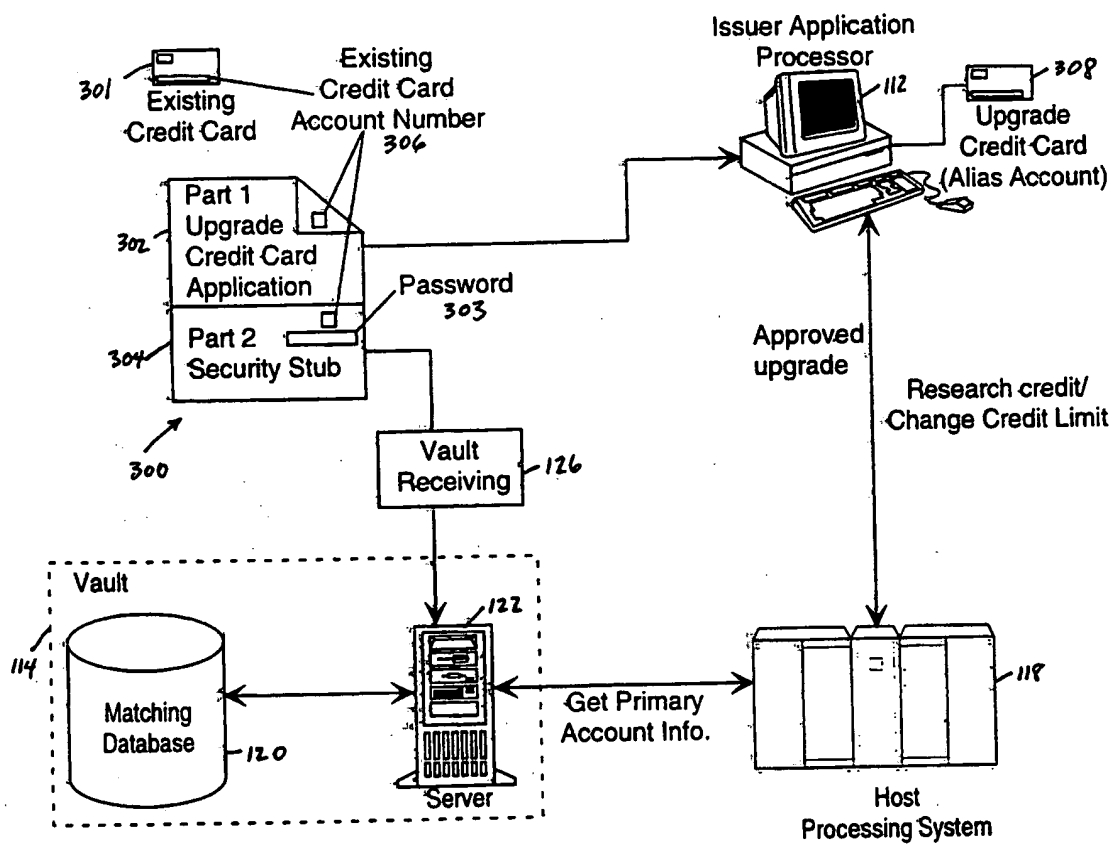 301
Existing
Credit Card
Existing
Credit Card
Account Number
306
Issuer Application
Processor
112
308
Upgrade
Credit Card
(Alias Account)
302
Part 1
Upgrade
Credit Card
Application
Password
303
304
Part 2
Security Stub
300
Vault
Receiving
126
Approved
upgrade
Research credit/
Change Credit Limit
Vault
114
Matching
Database
120
122
Server
Get Primary
Account Info.
118
Host
Processing System